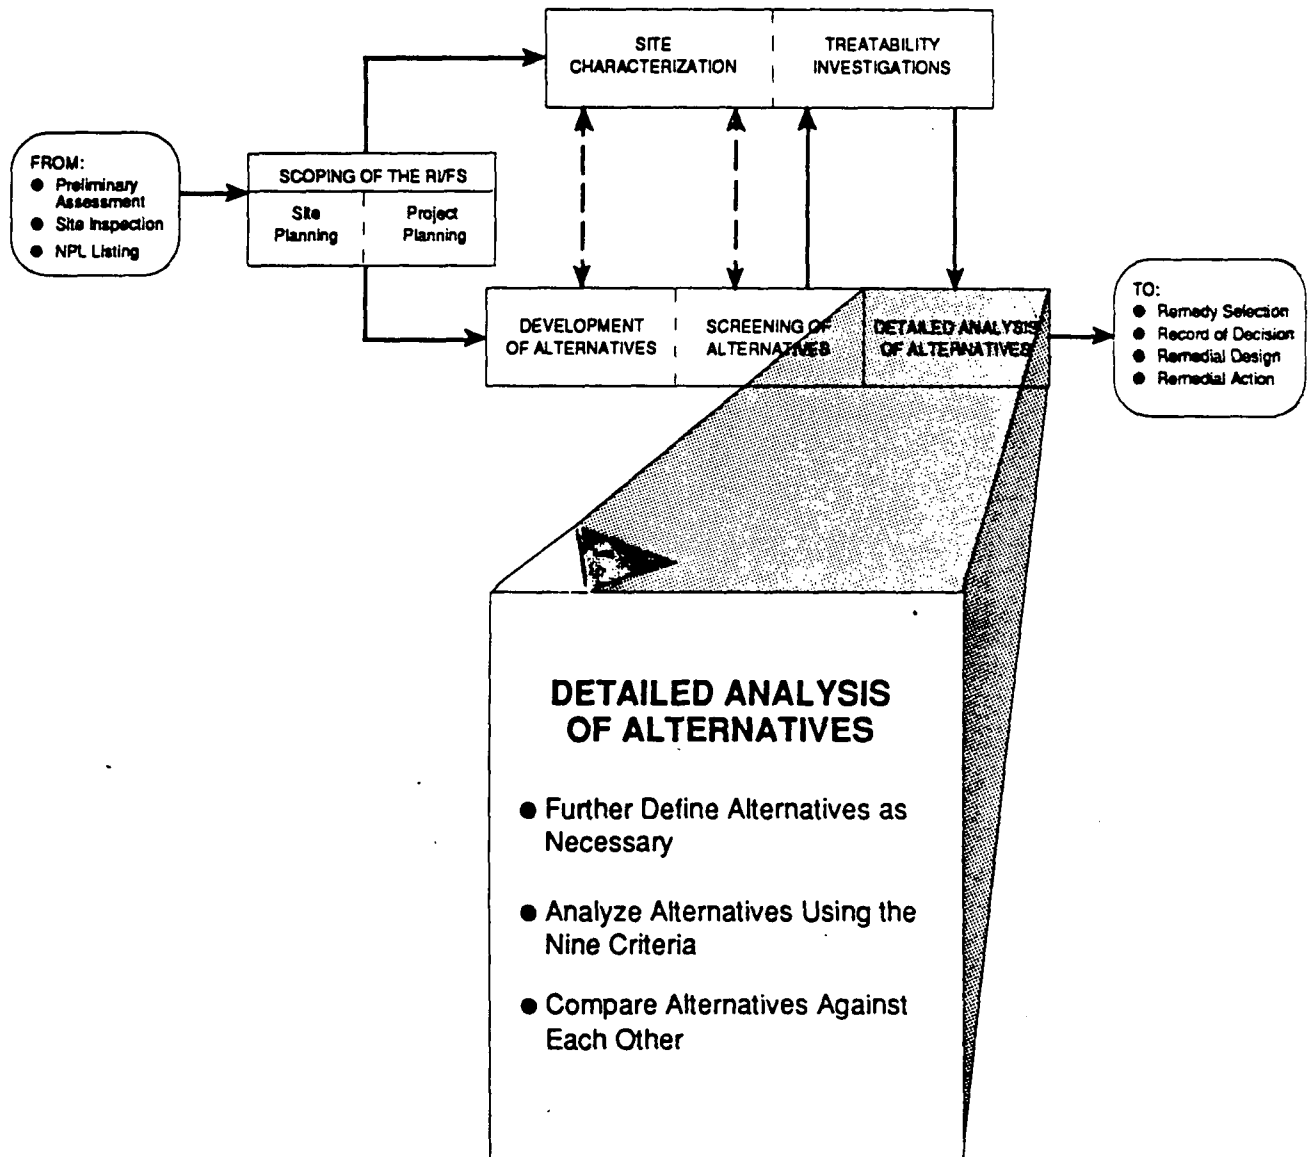 SITE
CHARACTERIZATION
TREATABILITY
INVESTIGATIONS
FROM:
● Preliminary
Assessment
● Site Inspection
● NPL Listing
SCOPING OF THE RI/FS
Site
Planning
Project
Planning
DEVELOPMENT
OF ALTERNATIVES
SCREENING OF
ALTERNATIVES
DETAILED ANALYSIS
OF ALTERNATIVES
TO:
● Remedy Selection
● Record of Decision
● Remedial Design
● Remedial Action
DETAILED ANALYSIS
OF ALTERNATIVES
● Further Define Alternatives as
Necessary
● Analyze Alternatives Using the
Nine Criteria
● Compare Alternatives Against
Each Other